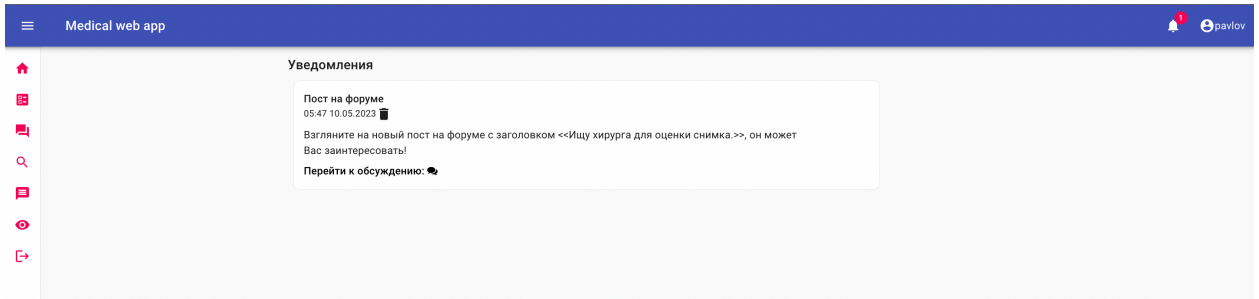 Medical web app
1
pavlov
Уведомления
Пост на форуме
05:47 10.05.2023
Взгляните на новый пост на форуме с заголовком <<Ищу хирурга для оценки снимка.>>, он может
Вас заинтересовать!
Перейти к обсуждению: